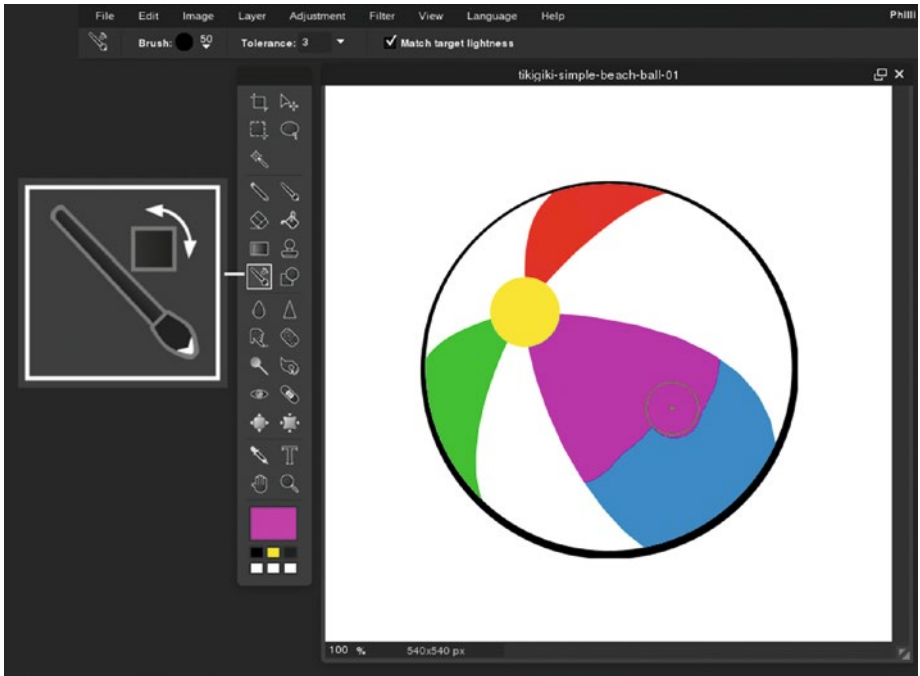 File Edit Image Layer Adjustment Filter View Language Help Philli
Brush: 50 Tolerance: 3 Match target lightness
tikigiki-simple-beach-ball-01
100 % 540x540 px